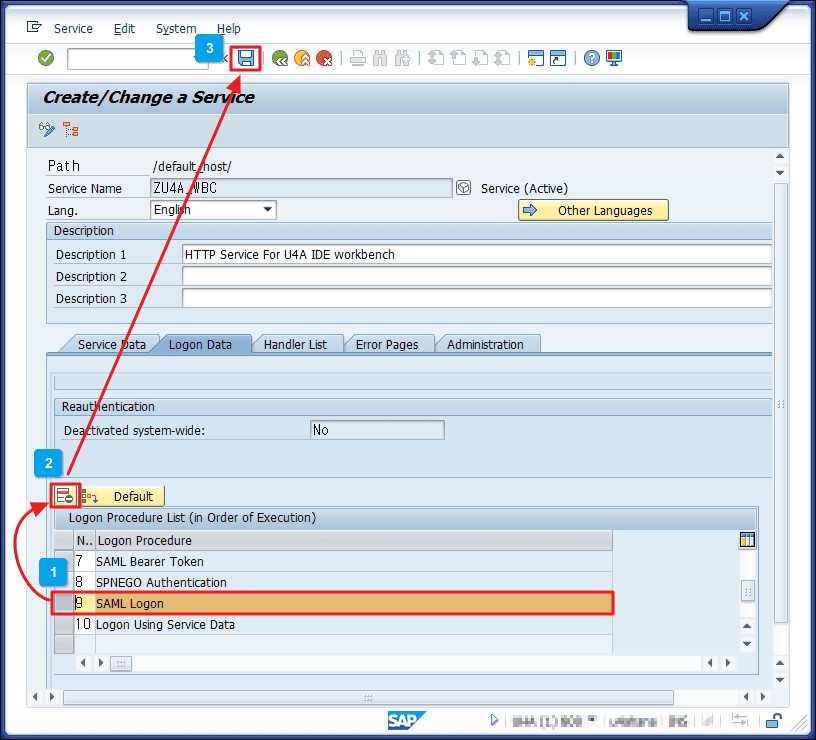 Service Edit System Help
3
Create/Change a Service
Path /default_host/
Service Name ZU4A_WBC Service (Active)
Lang. English Other Languages
Description
Description 1 HTTP Service For U4A IDE workbench
Description 2
Description 3
Service Data Logon Data Handler List Error Pages Administration
Reauthentication
Deactivated system-wide: No
2
Default
Logon Procedure List (in Order of Execution)
N.. Logon Procedure
7 SAML Bearer Token
1
8 SPNEGO Authentication
9 SAML Logon
10 Logon Using Service Data
SAP